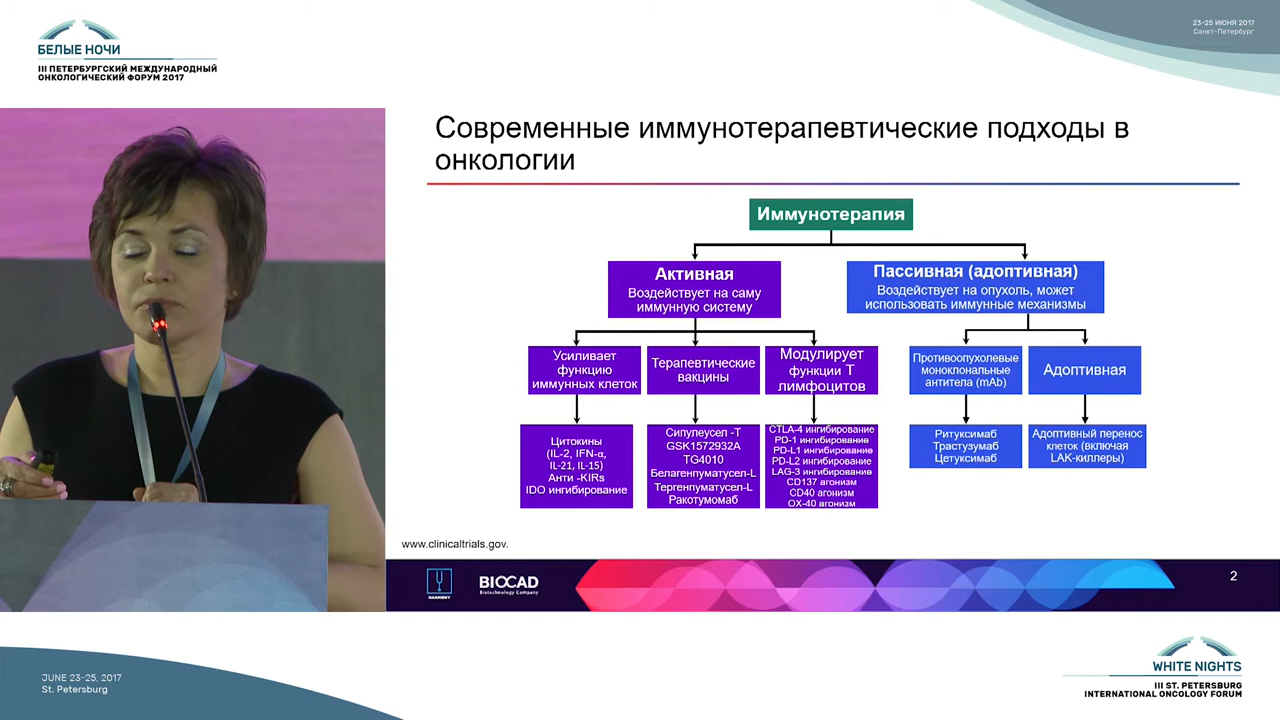 БЕЛЫЕ НОЧИ
III ПЕТЕРБУРГСКИЙ МЕЖДУНАРОДНЫЙ
ОНКОЛОГИЧЕСКИЙ ФОРУМ 2017
23-25 ИЮНЯ 2017
Санкт-Петербург
Современные иммунотерапевтические подходы в
онкологии
Иммунотерапия
Активная
Воздействует на саму
иммунную систему
Пассивная (адоптивная)
Воздействует на опухоль, может
использовать иммунные механизмы
Усиливает
функцию
иммунных клеток
Терапевтические
вакцины
Модулирует
функции Т
лимфоцитов
Противоопухолевые
моноклональные
антитела (mAb)
Адоптивная
Цитокины
(IL-2, IFN-α,
IL-21, IL-15)
Анти -KIRs
IDO ингибирование
Сипулеусел -Т
GSK1572932A
TG4010
Белагенпуматусел-L
Тергенпуматусел-L
Ракотумомаб
CTLA-4 ингибирование
PD-1 ингибирование
PD-L1 ингибирование
PD-L2 ингибирование
LAG-3 ингибирование
CD137 агонизм
CD40 агонизм
OX-40 агонизм
Ритуксимаб
Трастузумаб
Цетуксимаб
Адоптивный перенос
клеток (включая
LAK-киллеры)
www.clinicaltrials.gov.
HARMONY
BIOCAD
Biotechnology Company
2
JUNE 23-25, 2017
St. Petersburg
WHITE NIGHTS
III ST. PETERSBURG
INTERNATIONAL ONCOLOGY FORUM